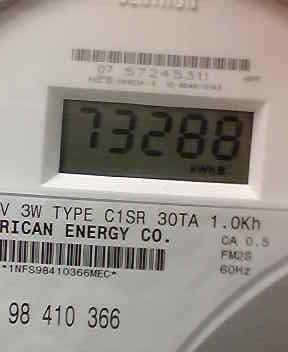 07 57245311
73288
KWHS
V 3W TYPE C1SR 30TA 1.0Kh
RICAN ENERGY CO.
CA 0.5
FM2S
60Hz
*1NFS98410366MEC*
98 410 366